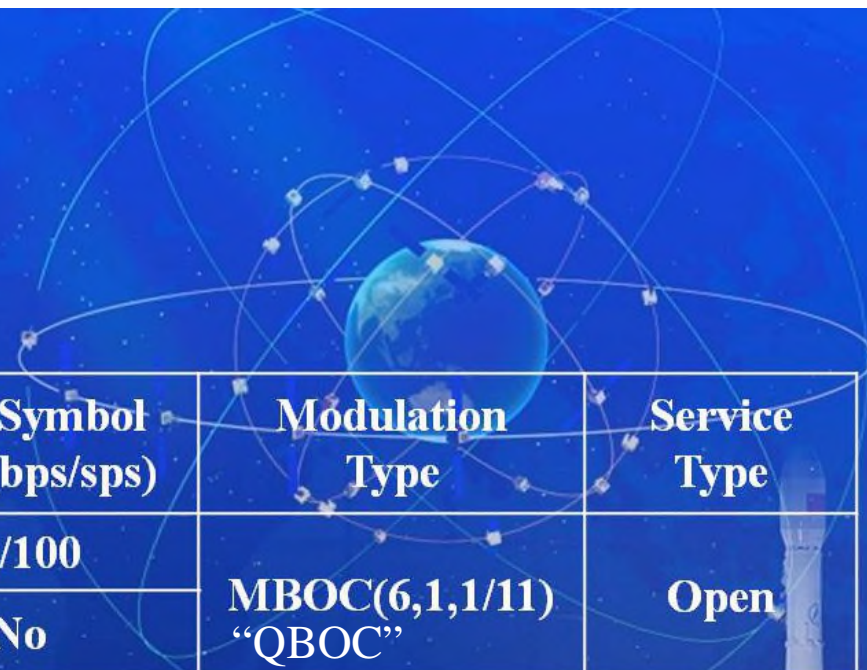 Symbol
bps/sps)
Modulation
Type
Service
Type
/100
No
MBOC(6,1,1/11)
“QBOC”
Open